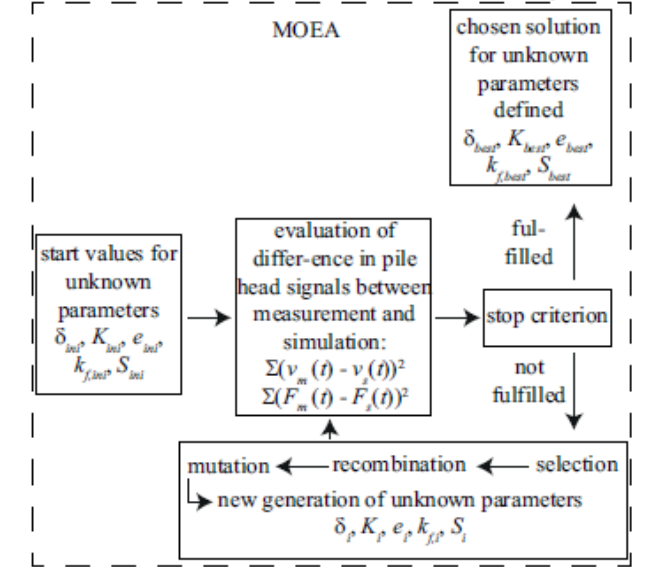 MOEA
chosen solution
for unknown
parameters
defined
δbest, Kbest, ebest,
kf,best, Sbest
start values for
unknown
parameters
δini, Kini, eini,
kf,ini, Sini
evaluation of
differ-ence in pile
head signals between
measurement and
simulation:
Σ(vm(t) - vs(t))²
Σ(Fm(t) - Fs(t))²
ful-
filled
stop criterion
not
fulfilled
mutation recombination selection
new generation of unknown parameters
δi, Ki, ei, kf,i, Si